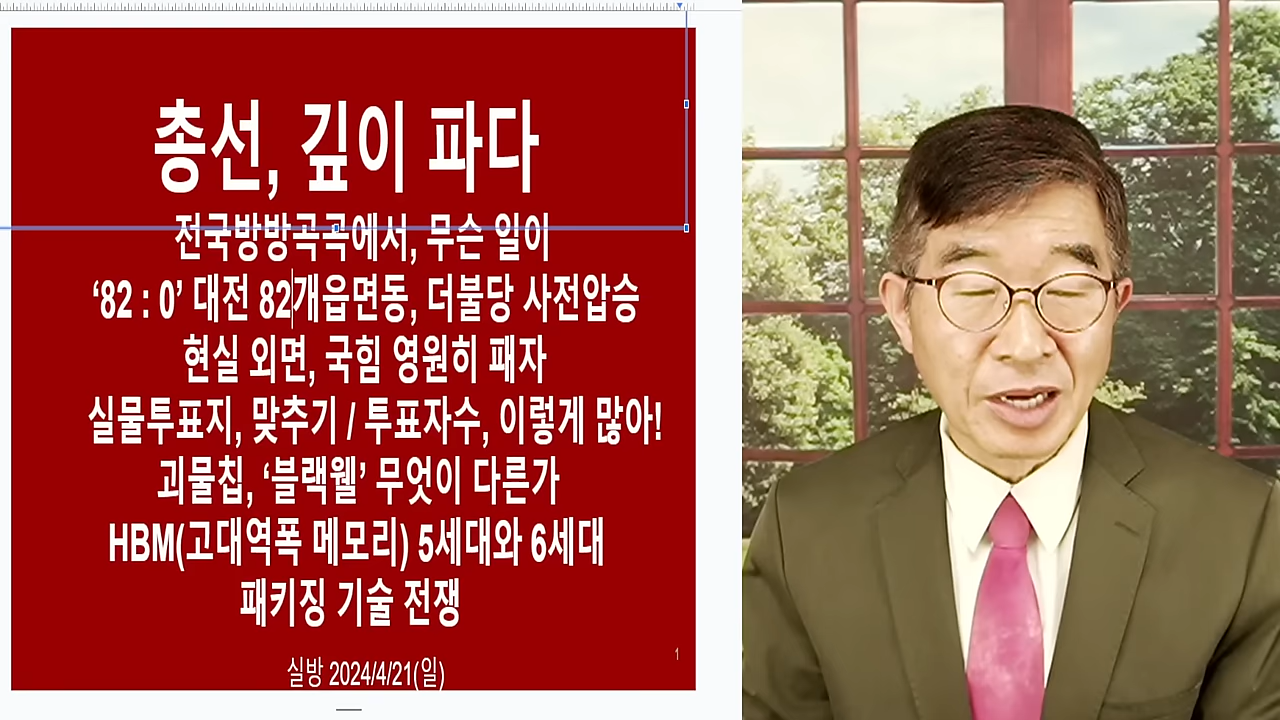 총선, 깊이 파다
전국방방곡곡에서, 무슨 일이
‘82 : 0’ 대전 82개읍면동, 더불당 사전압승
현실 외면, 국힘 영원히 패자
실물투표지, 맞추기 / 투표자수, 이렇게 많아!
괴물칩, ‘블랙웰’ 무엇이 다른가
HBM(고대역폭 메모리) 5세대와 6세대
패키징 기술 전쟁
실방 2024/4/21(일)
1